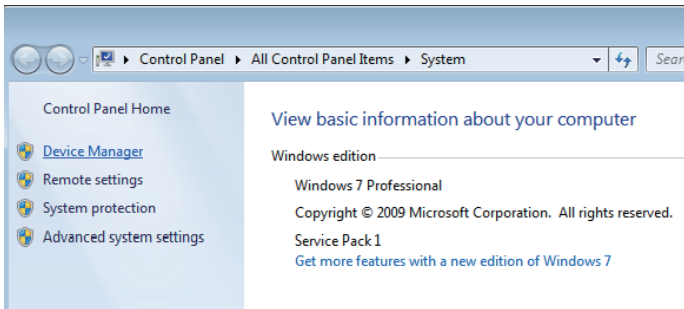 Control Panel All Control Panel Items System
Control Panel Home
Device Manager
Remote settings
System protection
Advanced system settings
View basic information about your computer
Windows edition
Windows 7 Professional
Copyright © 2009 Microsoft Corporation. All rights reserved.
Service Pack 1
Get more features with a new edition of Windows 7